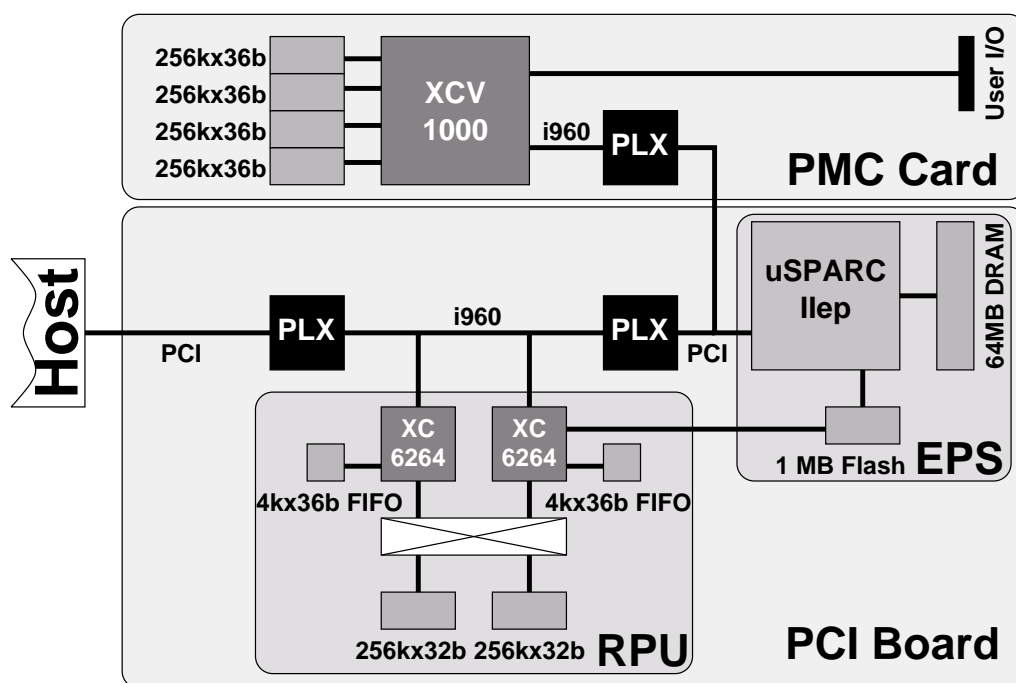 256kx36b
256kx36b
256kx36b
256kx36b
XCV
1000
i960
PLX
User I/O
PMC Card
Host
PCI
PLX
i960
PLX
PCI
uSPARC
IIep
64MB DRAM
1 MB Flash
EPS
XC
6264
XC
6264
4kx36b FIFO
4kx36b FIFO
256kx32b
256kx32b
RPU
PCI Board